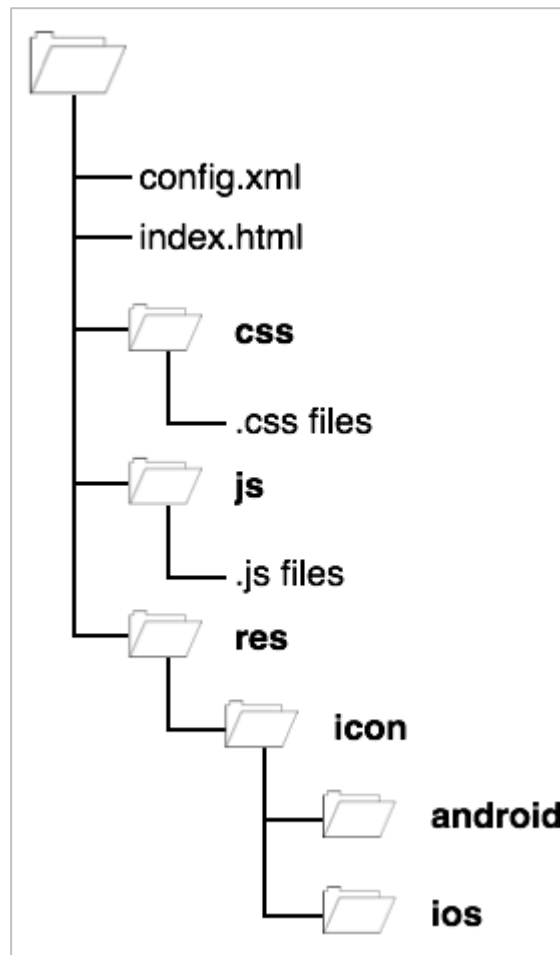 config.xml
index.html
css
.css files
js
.js files
res
icon
android
ios